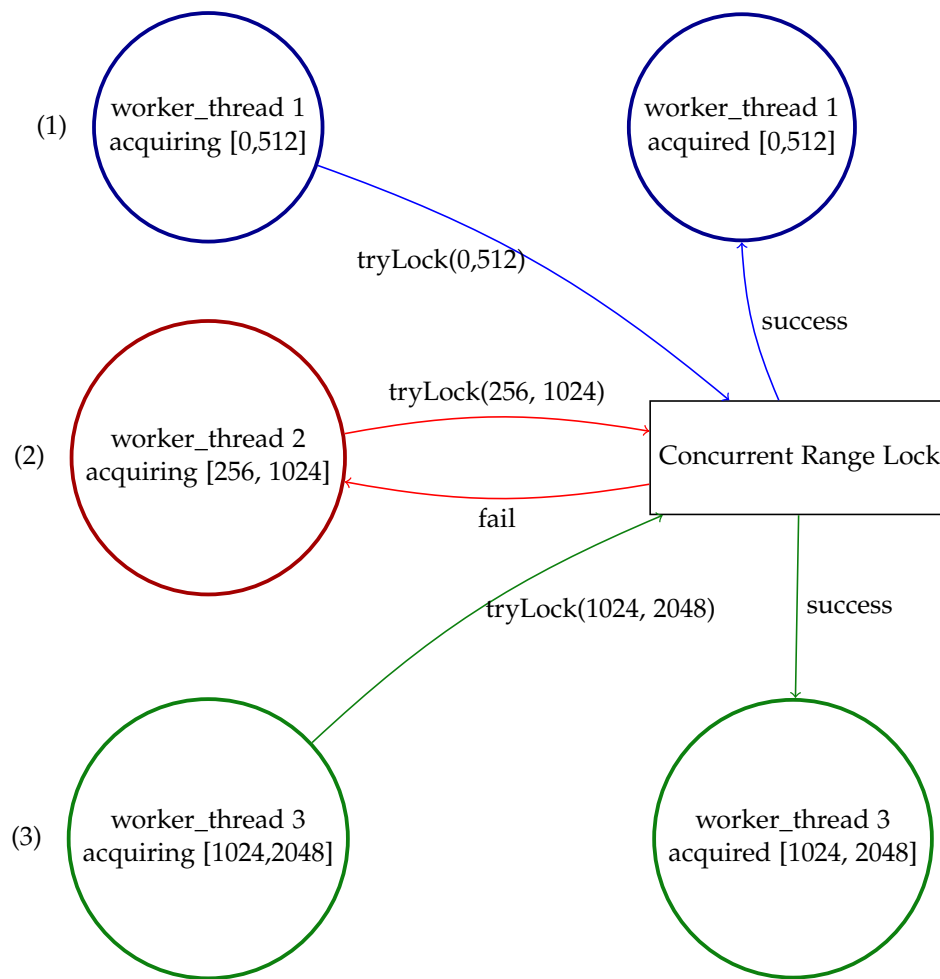 (1)
worker_thread 1
acquiring [0,512]
worker_thread 1
acquired [0,512]
tryLock(0,512)
success
(2)
worker_thread 2
acquiring [256, 1024]
tryLock(256, 1024)
Concurrent Range Lock
fail
tryLock(1024, 2048)
success
(3)
worker_thread 3
acquiring [1024,2048]
worker_thread 3
acquired [1024, 2048]